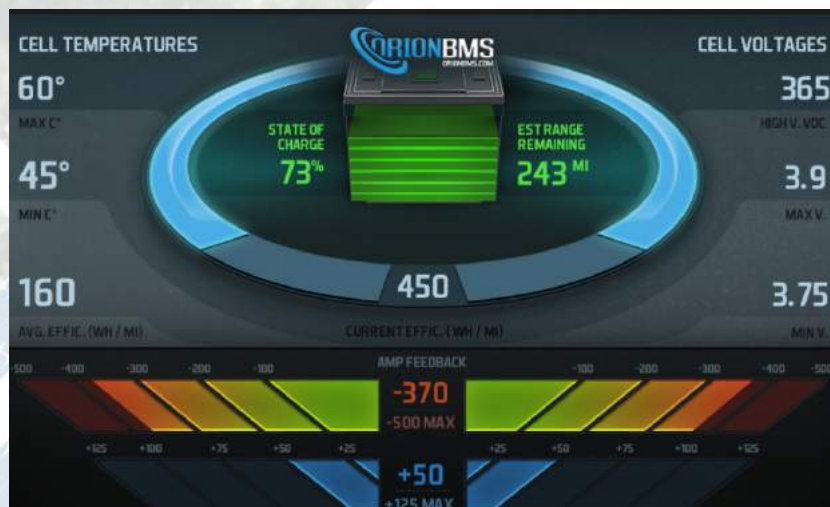 CELL TEMPERATURES
60°
MAX C°
45°
MIN C°
160
AVG. EFFIC. (WH / MI)
ORIONBMS
ORIONBMS.COM
STATE OF
CHARGE
73%
EST RANGE
REMAINING
243 MI
450
CURRENT EFFIC. (WH / MI)
CELL VOLTAGES
365
HIGH V. VDC
3.9
MAX V.
3.75
MIN V.
AMP FEEDBACK
-500 -400 -300 -200 -100 -100 -200 -300 -400 -500
-370
-500 MAX
+125 +100 +75 +50 +25 +25 +50 +75 +100 +125
+50
+125 MAX